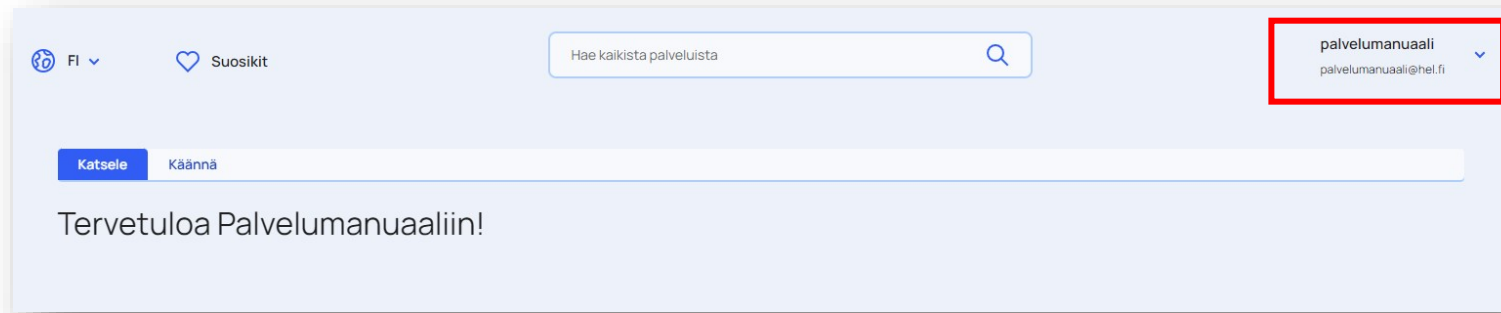 FI
Suosikit
Hae kaikista palveluista
palvelumanuaali
palvelumanuaali@hel.fi
Katsele
Käännä
Tervetuloa Palvelumanuaaliin!